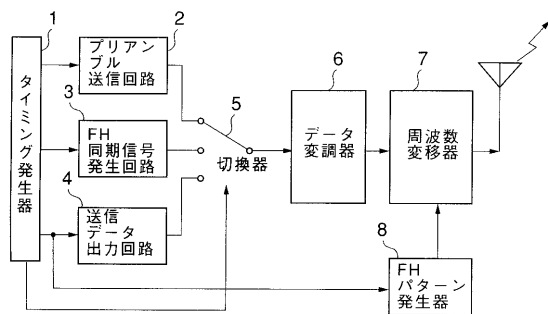 1
タイミング発生器
2
プリアン
ブル
送信回路
3
FH
同期信号
発生回路
4
送信
データ
出力回路
5
切換器
6
データ
変調器
7
周波数
変移器
8
FH
パターン
発生器